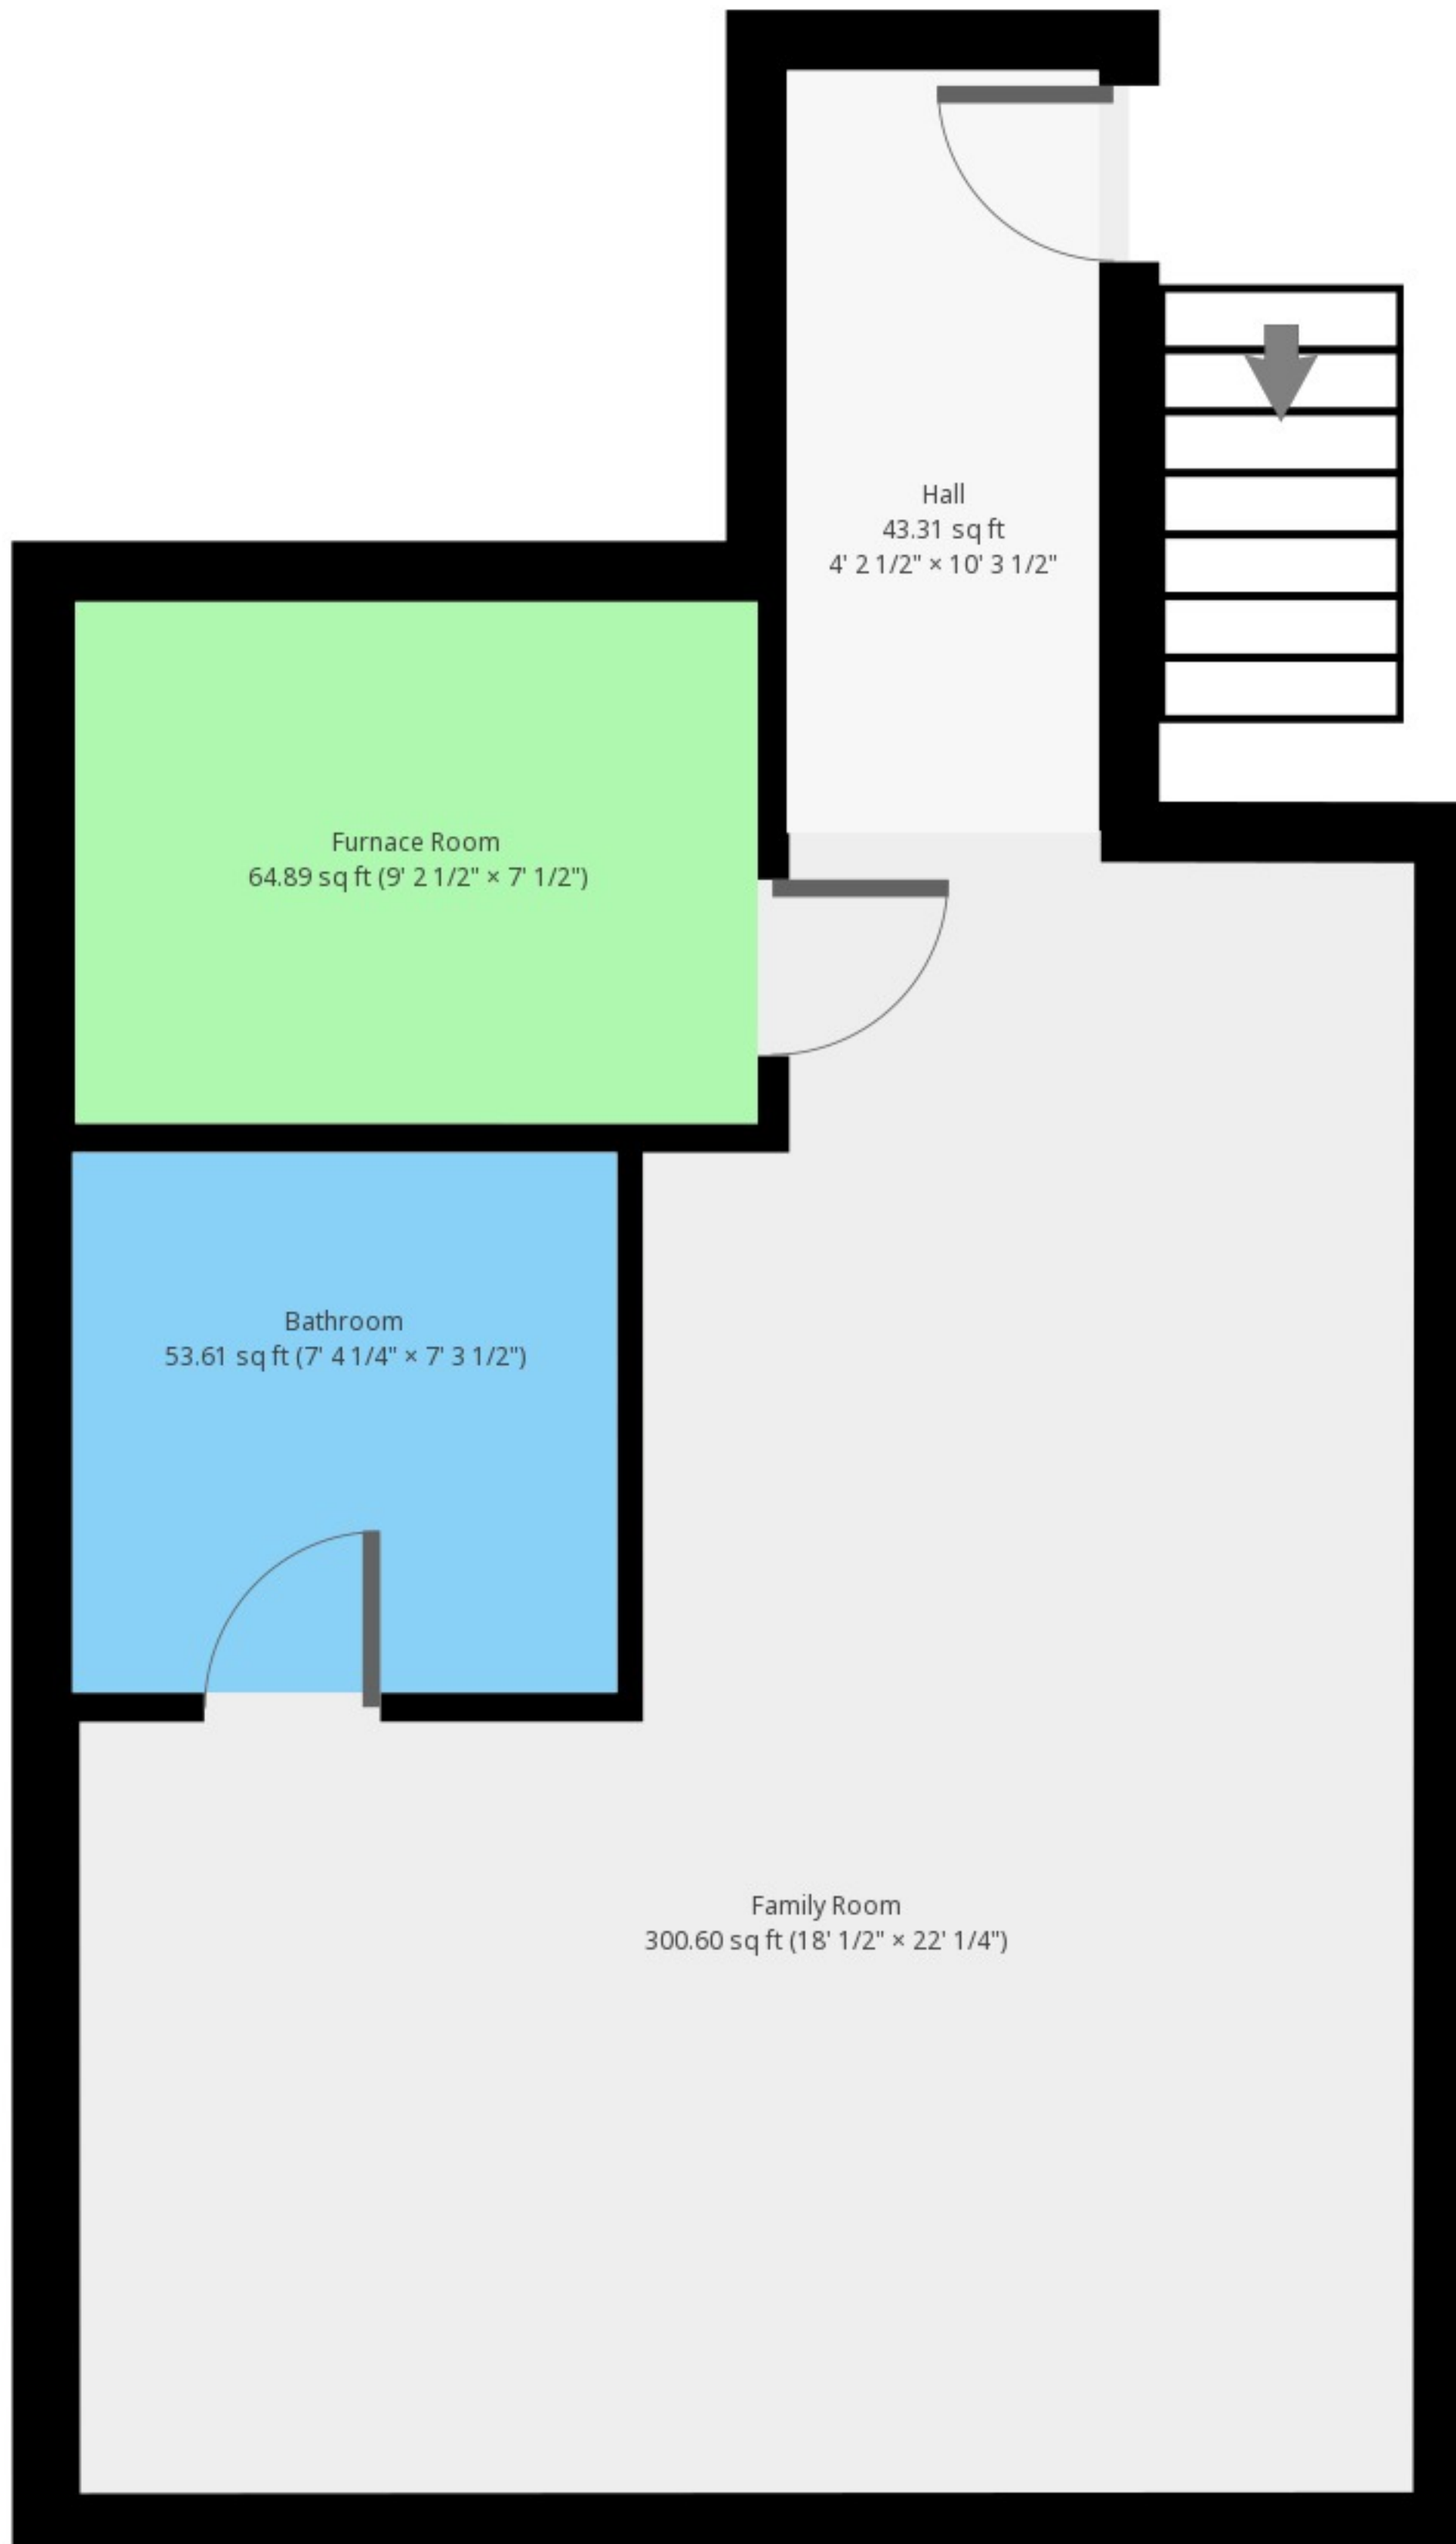 Hall
43.31 sq ft
4' 2 1/2" × 10' 3 1/2"
Furnace Room
64.89 sq ft (9' 2 1/2" × 7' 1/2")
Bathroom
53.61 sq ft (7' 4 1/4" × 7' 3 1/2")
Family Room
300.60 sq ft (18' 1/2" × 22' 1/4")